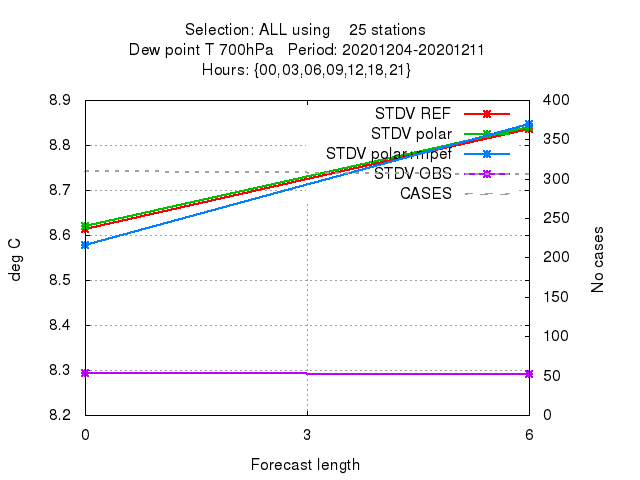 Selection: ALL using    25 stations
Dew point T 700hPa   Period: 20201204-20201211
Hours: {00,03,06,09,12,18,21}
8.9
8.8
8.7
8.6
8.5
8.4
8.3
8.2
400
350
300
250
200
150
100
50
0
STDV REF
STDV polar
STDV polar mpef
STDV OBS
CASES
deg C
No cases
0
3
6
Forecast length